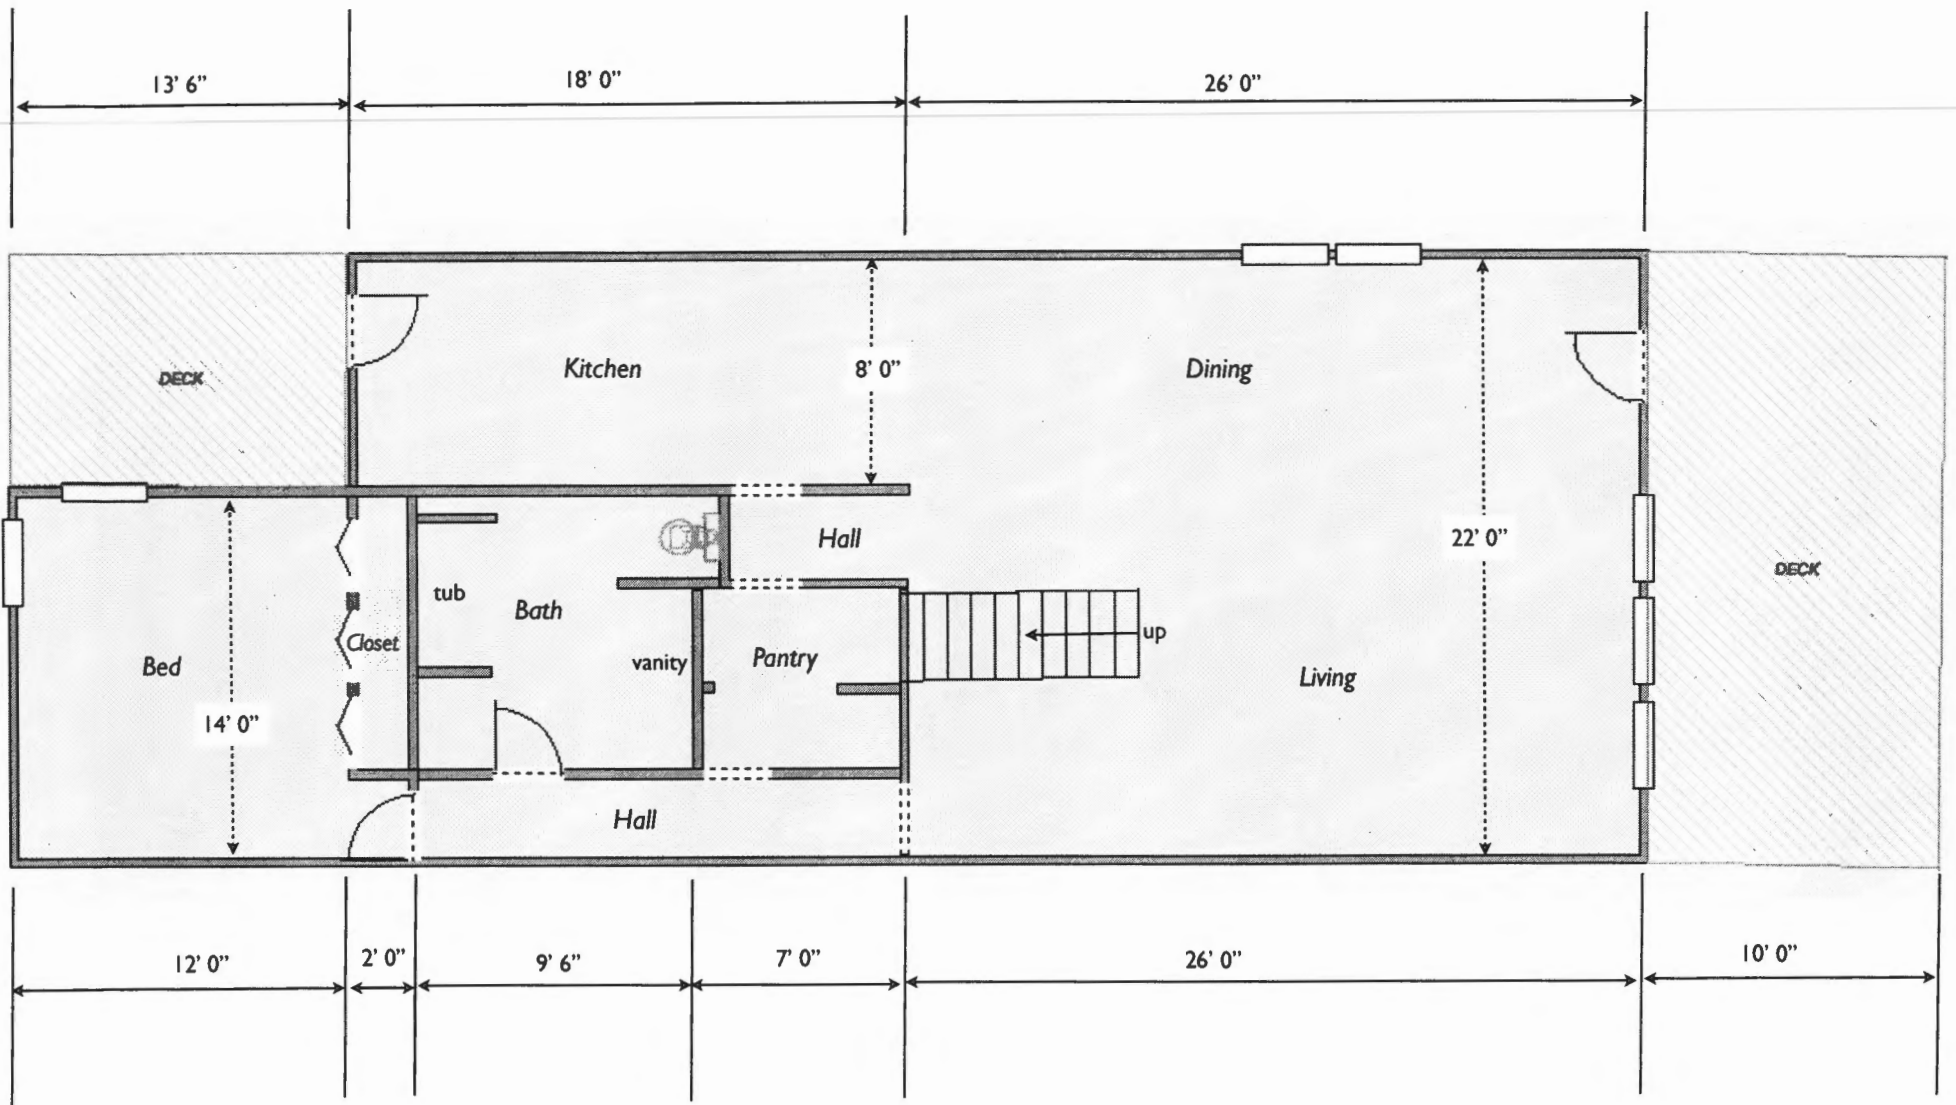 13' 6”
18' 0”
26' 0”
Kitchen
8' 0”
Dining
DECK
Hall
22' 0”
DECK
tub
Bath
Closet
vanity
Pantry
up
Bed
Living
14' 0”
Hall
12' 0”
2' 0”
9' 6”
7' 0”
26' 0”
10' 0”